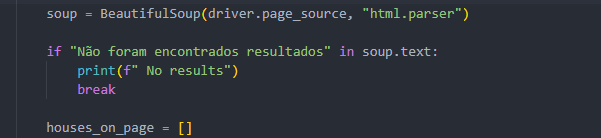 soup = BeautifulSoup(driver.page_source, "html.parser")
if "Não foram encontrados resultados" in soup.text:
print(f" No results")
break
houses_on_page = []